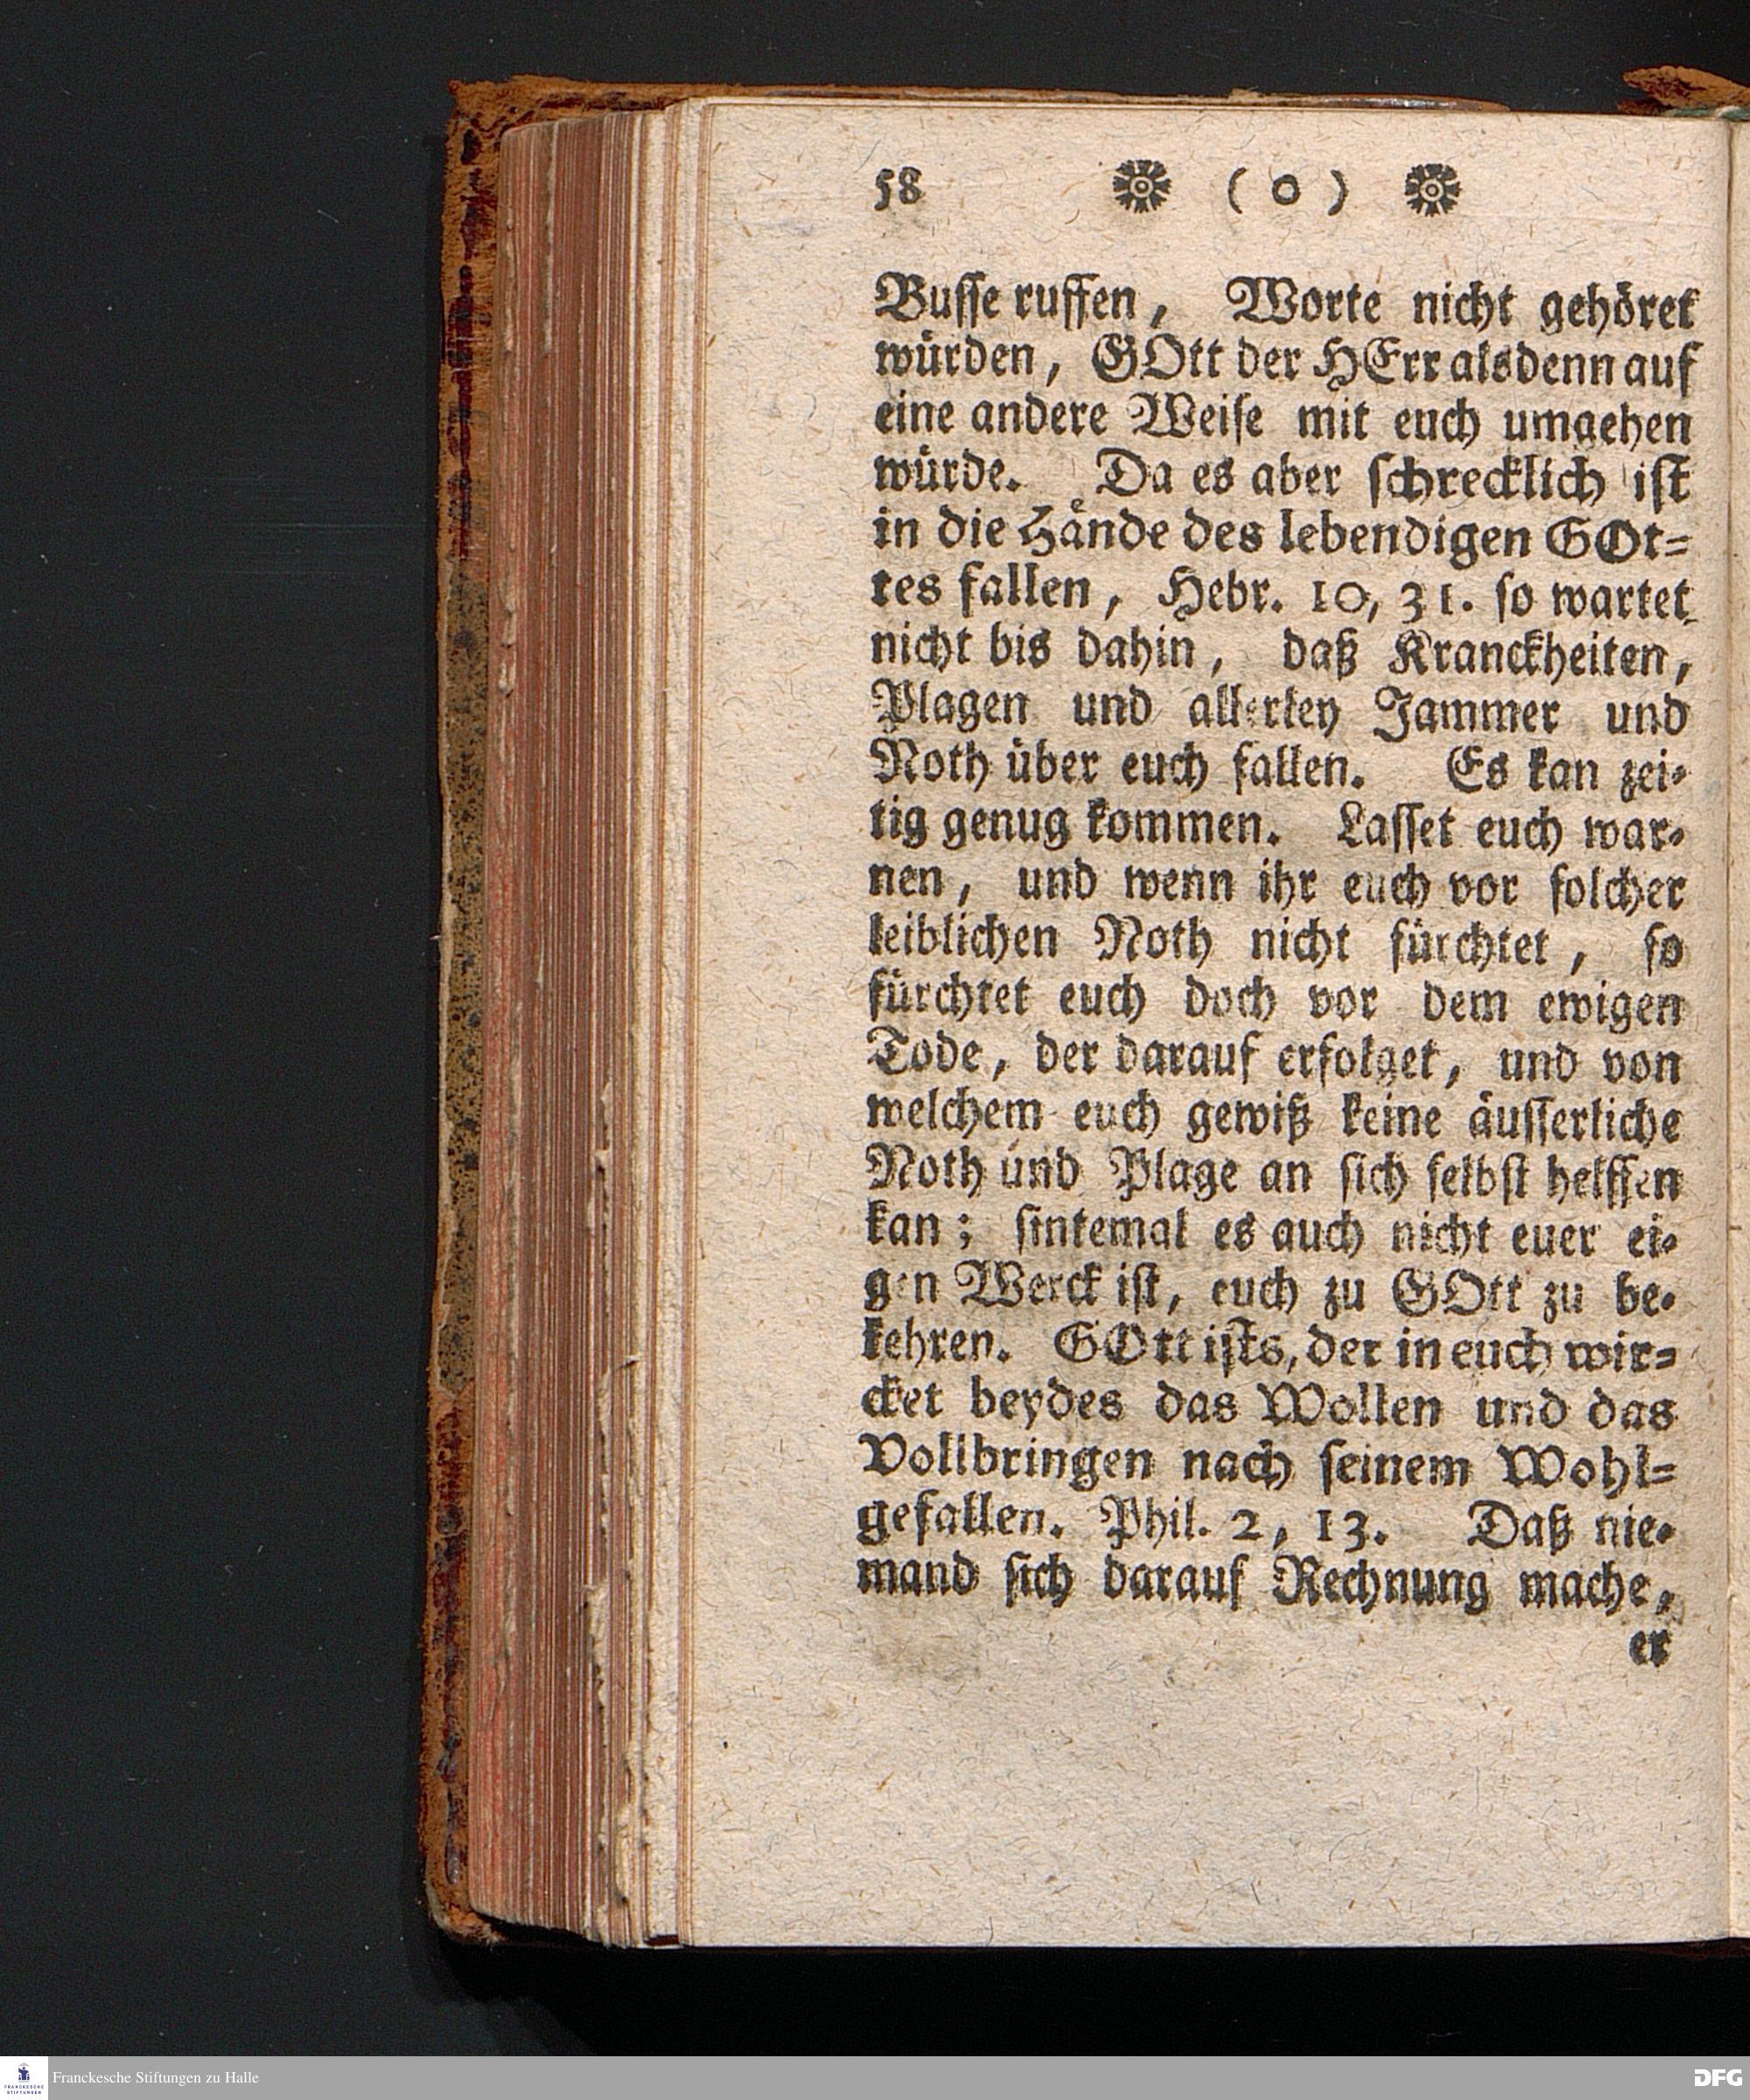 58 ( o )
Busse ruffen, Worte nicht gehöret
würden, GOtt der HErr alsdenn auf
eine andere Weise mit euch umgehen
würde. Da es aber schrecklich ist
in die Hände des lebendigen GOt=
tes fallen, Hebr. 10, 31. so wartet
nicht bis dahin, daß Kranckheiten,
Plagen und allerley Jammer und
Noth über euch fallen. Es kan zei=
tig genug kommen. Lasset euch war=
nen, und wenn ihr euch vor solcher
leiblichen Noth nicht fürchtet, so
fürchtet euch doch vor dem ewigen
Tode, der darauf erfolget, und von
welchem euch gewiß keine äusserliche
Noth und Plage an sich selbst helffen
kan; sintemal es auch nicht euer ei=
gen Werck ist, euch zu GOtt zu be=
kehren. GOtt ists, der in euch wir=
cket beydes das Wollen und das
Vollbringen nach seinem Wohl=
gefallen. Phil. 2, 13. Daß nie=
mand sich darauf Rechnung mache,
er
FRANCKESCHE
STIFTUNGEN
Franckesche Stiftungen zu Halle
DFG